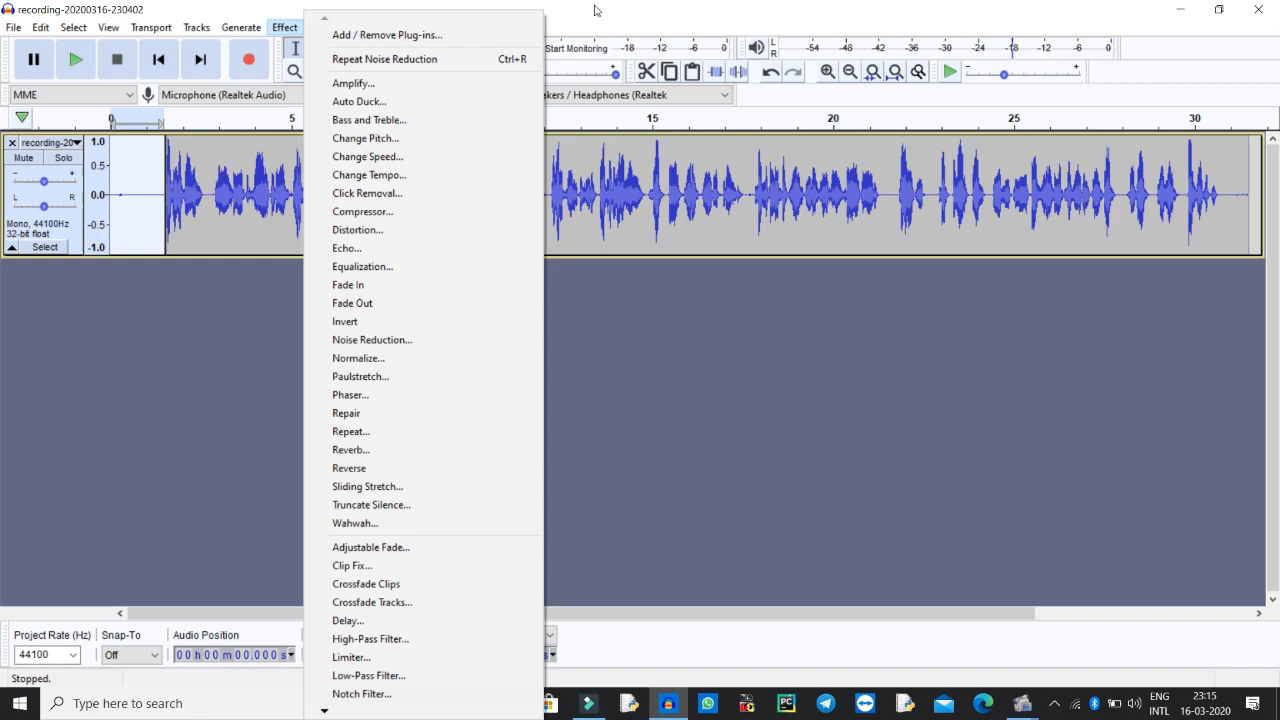 recording-20200316-230402
File Edit Select View Transport Tracks Generate Effect
Start Monitoring -18 -12 -6 0
L
R
-54 -48 -42 -36 -30 -24 -18 -12 -6 0
MME
Microphone (Realtek Audio)
akers / Headphones (Realtek
0 5 15 20 25 30
recording-20
Mute Solo
- +
L R
Mono, 44100Hz
32-bit float
Select
1.0
0.5
0.0
-0.5
-1.0
Add / Remove Plug-ins...
Repeat Noise Reduction Ctrl+R
Amplify...
Auto Duck...
Bass and Treble...
Change Pitch...
Change Speed...
Change Tempo...
Click Removal...
Compressor...
Distortion...
Echo...
Equalization...
Fade In
Fade Out
Invert
Noise Reduction...
Normalize...
Paulstretch...
Phaser...
Repair
Repeat...
Reverb...
Reverse
Sliding Stretch...
Truncate Silence...
Wahwah...
Adjustable Fade...
Clip Fix...
Crossfade Clips
Crossfade Tracks...
Delay...
High-Pass Filter...
Limiter...
Low-Pass Filter...
Notch Filter...
Project Rate (Hz) Snap-To Audio Position
44100 Off 00 h 00 m 00.000 s
Stopped.
Type here to search
ENG
INTL
23:15
16-03-2020